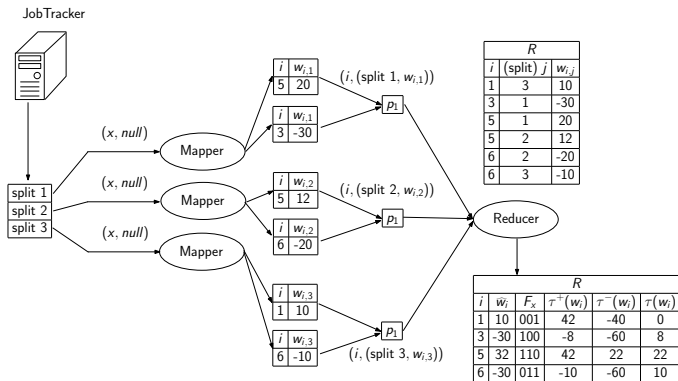 JobTracker
split 1
split 2
split 3
(x, null)
(x, null)
(x, null)
Mapper
Mapper
Mapper
i w_{i,1}
5 20
i w_{i,1}
3 -30
i w_{i,2}
5 12
i w_{i,2}
6 -20
i w_{i,3}
1 10
i w_{i,3}
6 -10
(i, (split 1, w_{i,1}))
p_1
(i, (split 2, w_{i,2}))
p_1
p_1
(i, (split 3, w_{i,3}))
R
i (split) j w_{i,j}
1 3 10
3 1 -30
5 1 20
5 2 12
6 2 -20
6 3 -10
Reducer
R
i ŵ_i F_x τ⁺(w_i) τ⁻(w_i) τ(w_i)
1 10 001 42 -40 0
3 -30 100 -8 -60 8
5 32 110 42 22 22
6 -30 011 -10 -60 10